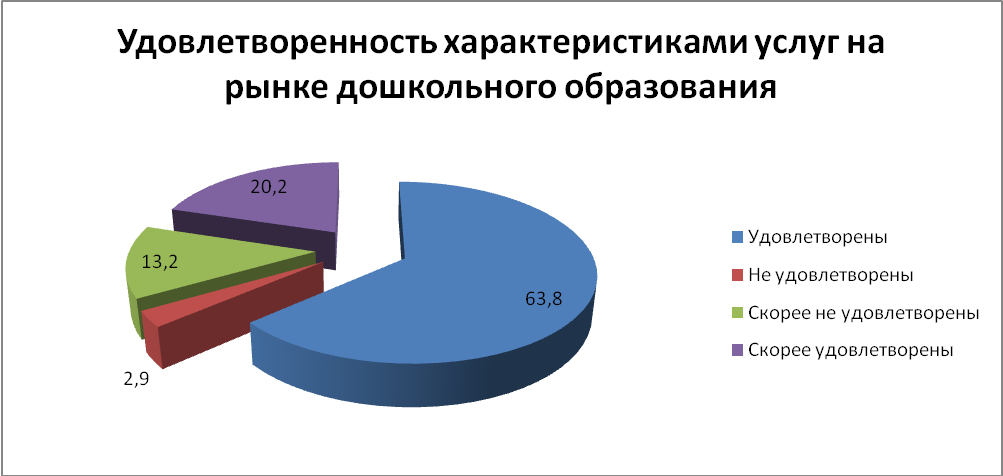 Удовлетворенность характеристиками услуг на
рынке дошкольного образования
20,2
13,2
63,8
2,9
Удовлетворены
Не удовлетворены
Скорее не удовлетворены
Скорее удовлетворены